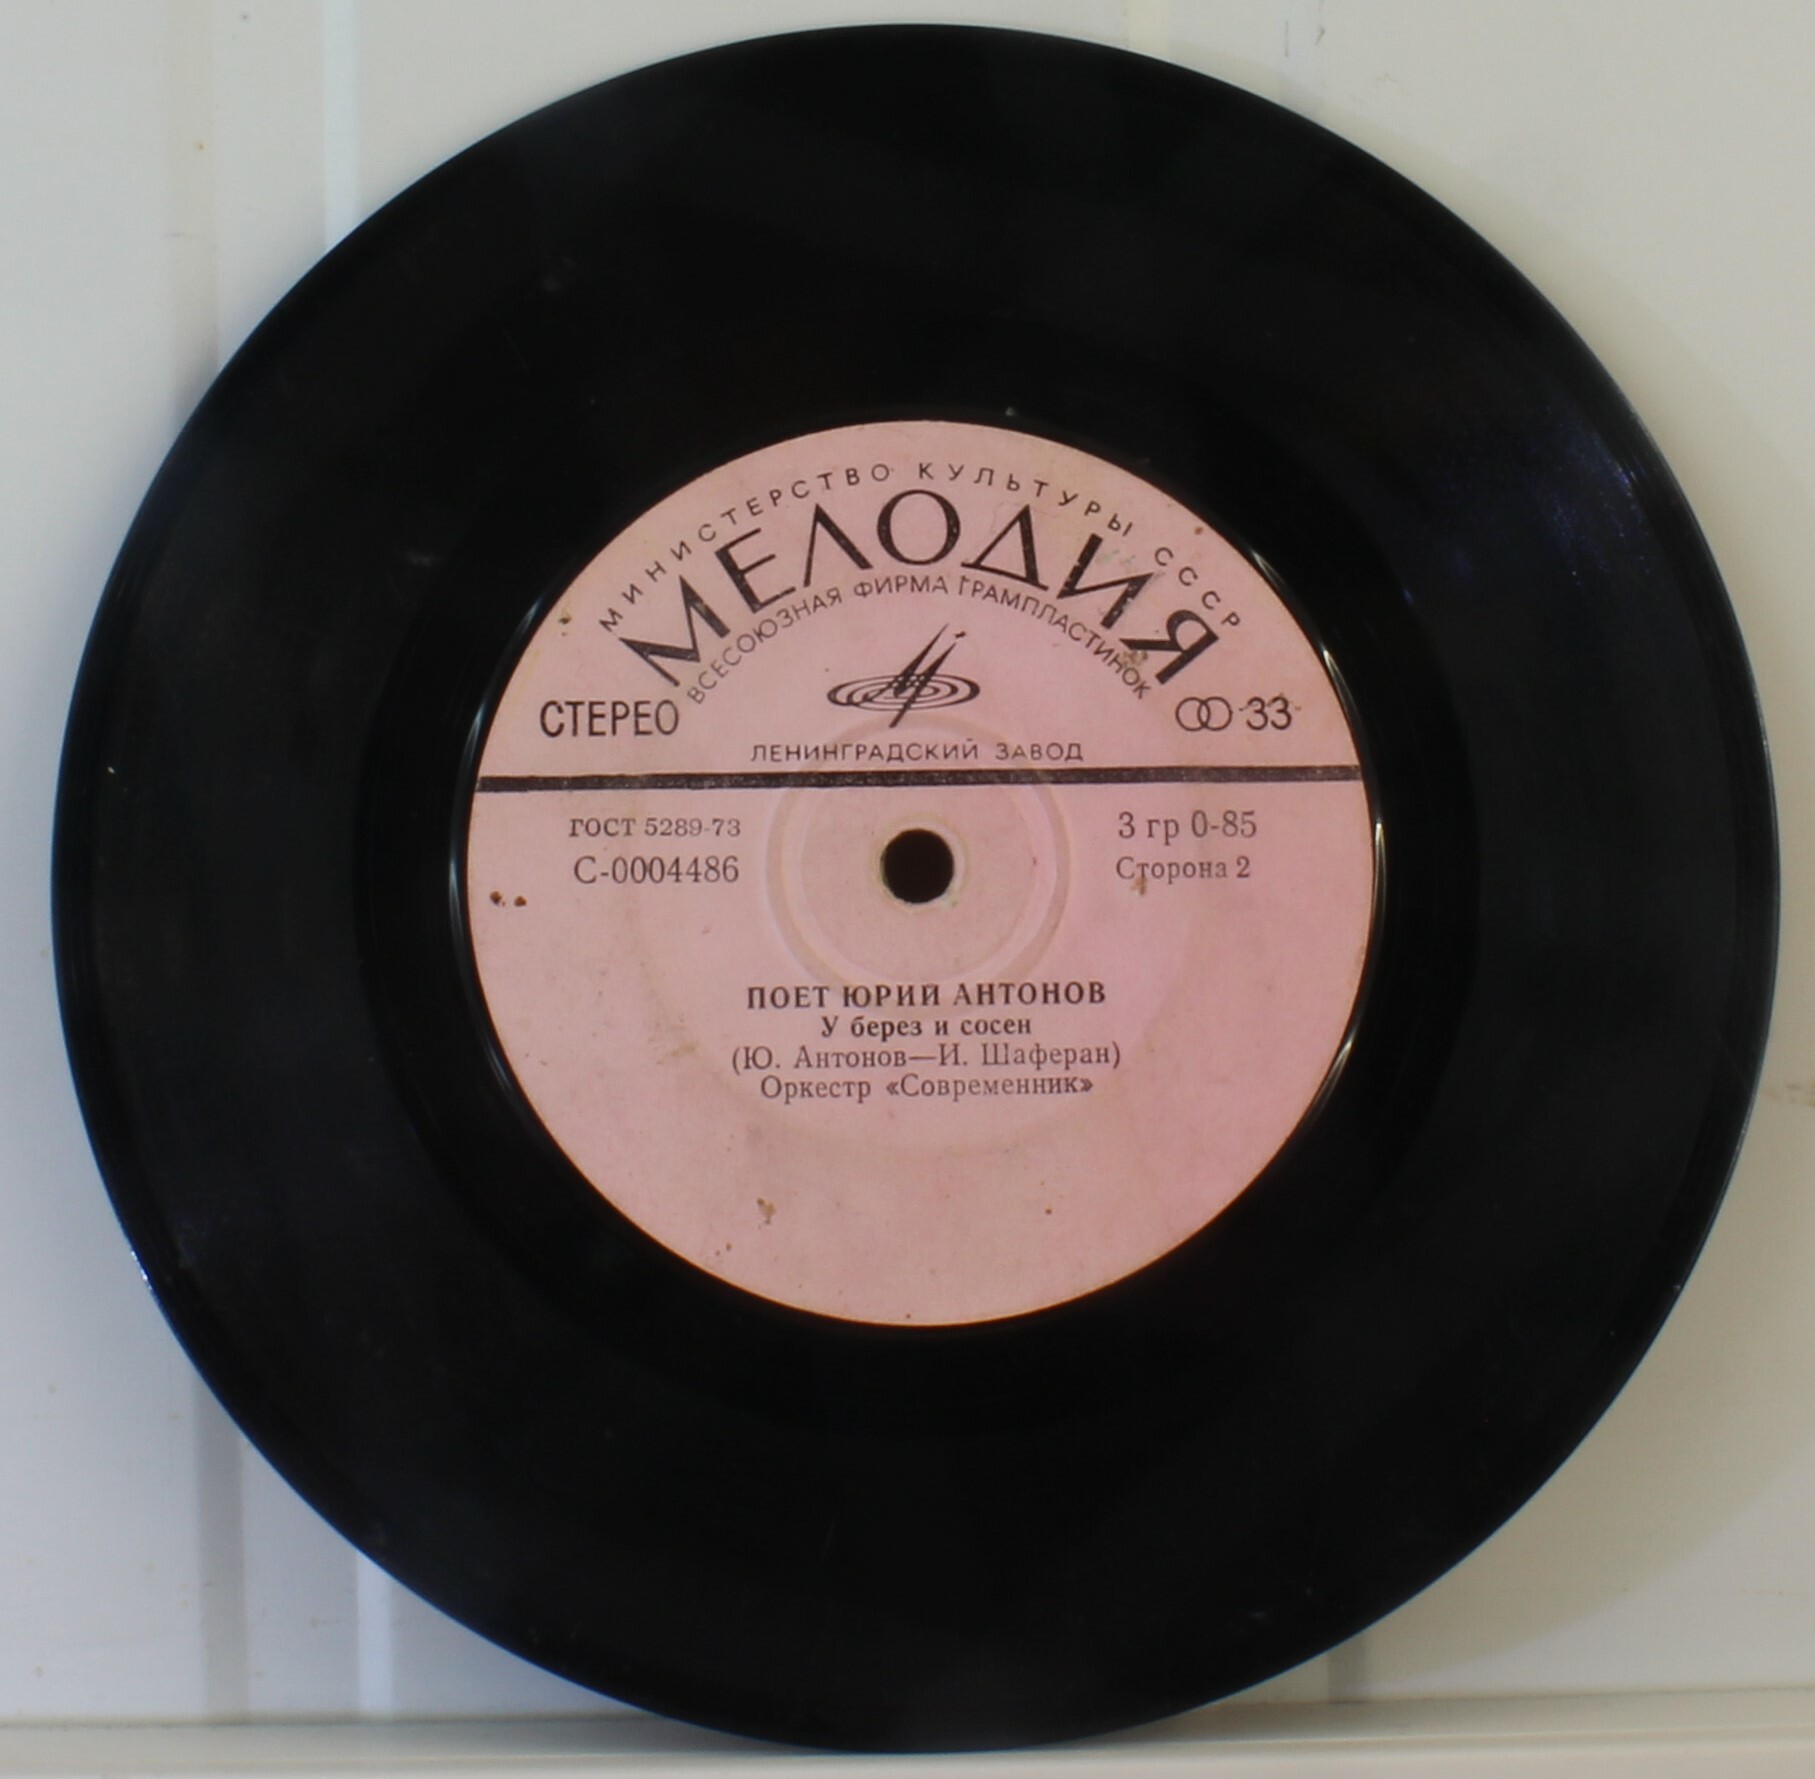 МИНИСТЕРСТВО КУЛЬТУРЫ СССР
МЕЛОДИЯ
ВСЕСОЮЗНАЯ ФИРМА ГРАМПЛАСТИНОК
СТЕРЕО
33
ЛЕНИНГРАДСКИЙ ЗАВОД
ГОСТ 5289-73
3 гр 0-85
С-0004486
Сторона 2
ПОЕТ ЮРИЙ АНТОНОВ
У берез и сосен
(Ю. Антонов—И. Шаферан)
Оркестр «Современник»